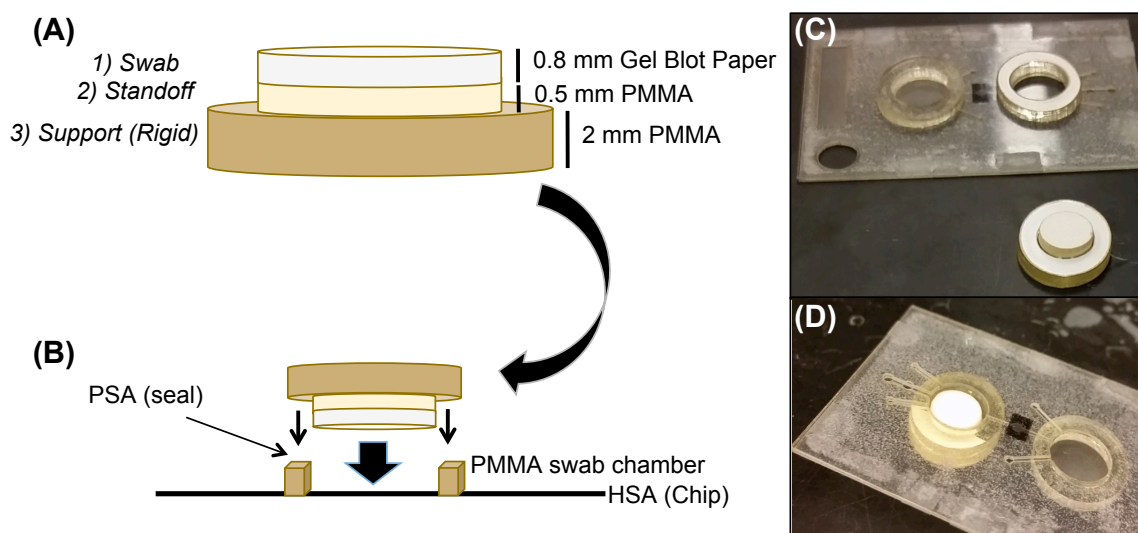 (A)
1) Swab
2) Standoff
3) Support (Rigid)
0.8 mm Gel Blot Paper
0.5 mm PMMA
2 mm PMMA
(B)
PSA (seal)
PMMA swab chamber
HSA (Chip)
(C)
(D)